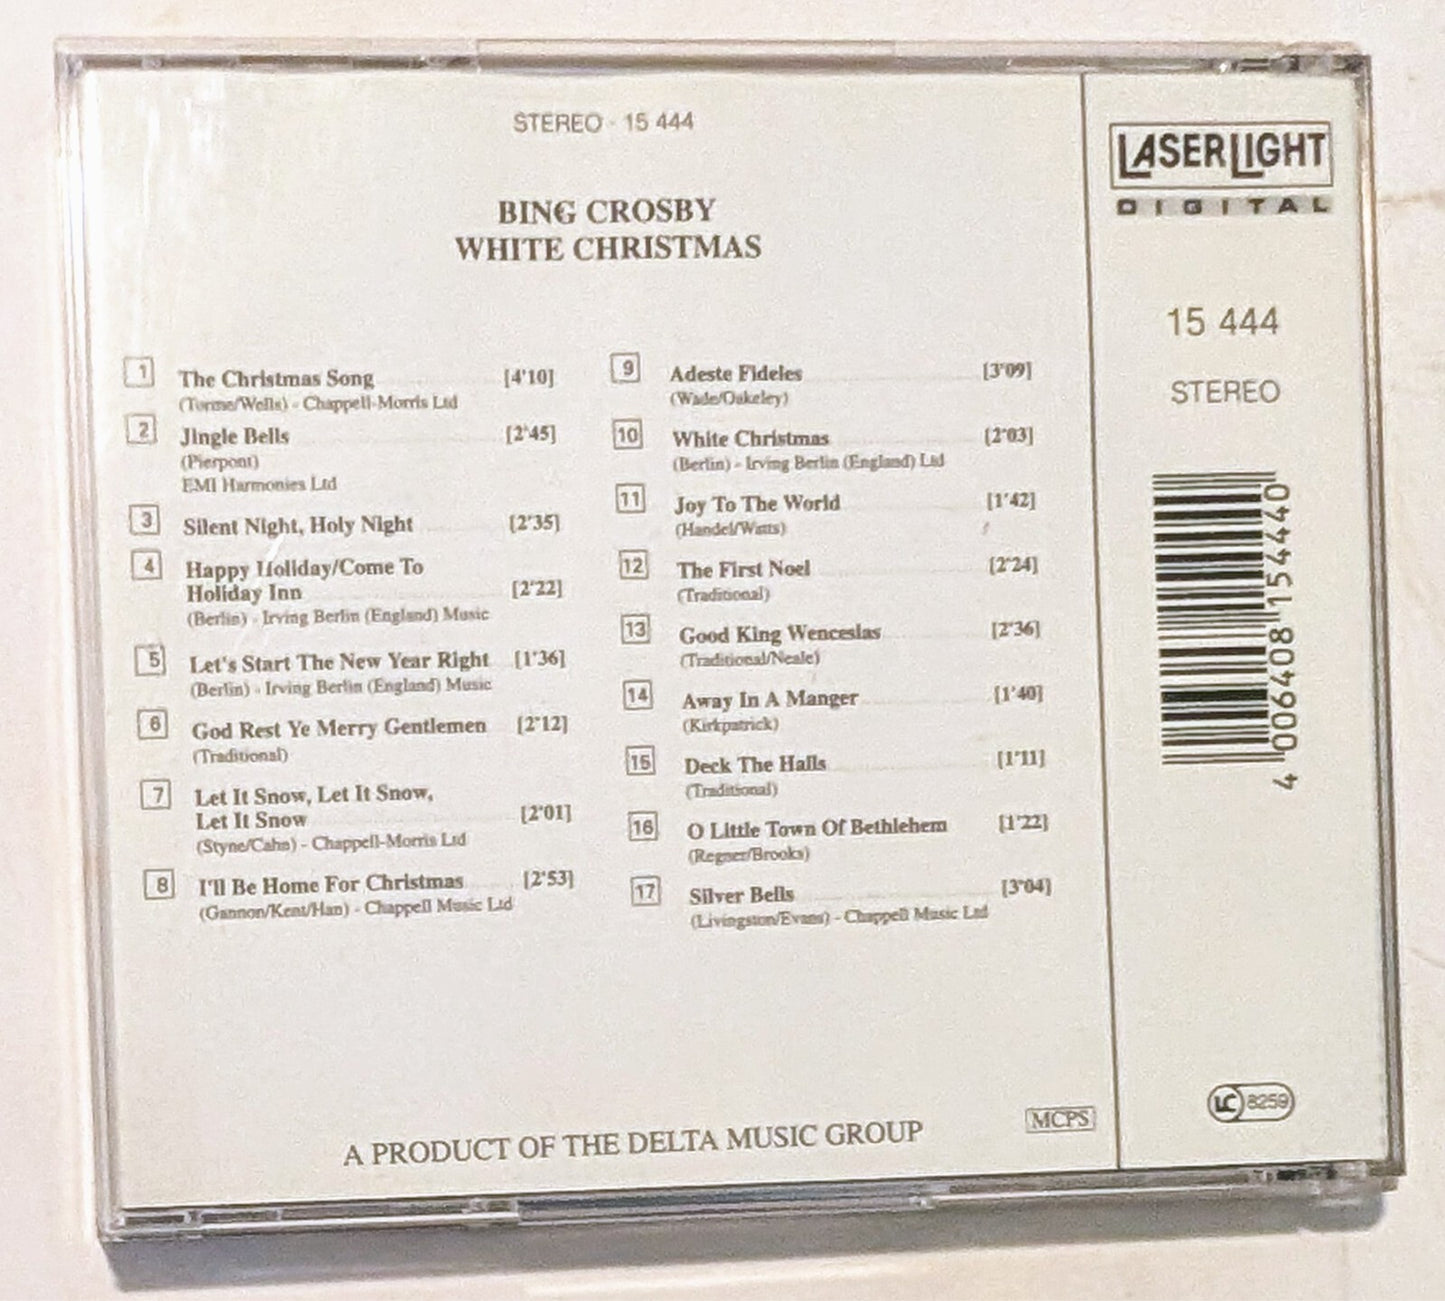 STEREO · 15 444
BING CROSBY
WHITE CHRISTMAS
1 The Christmas Song [4'10]
(Torme/Wells) - Chappell-Morris Ltd
2 Jingle Bells [2'45]
(Pierpont)
EMI Harmonies Ltd
3 Silent Night, Holy Night [2'35]
4 Happy Holiday/Come To
Holiday Inn [2'22]
(Berlin) - Irving Berlin (England) Music
5 Let's Start The New Year Right [1'36]
(Berlin) - Irving Berlin (England) Music
6 God Rest Ye Merry Gentlemen [2'12]
(Traditional)
7 Let It Snow, Let It Snow,
Let It Snow [2'01]
(Styne/Cahn) - Chappell-Morris Ltd
8 I'll Be Home For Christmas [2'53]
(Gannon/Kent/Han) - Chappell Music Ltd
9 Adeste Fideles [3'09]
(Wade/Oakeley)
10 White Christmas [2'03]
(Berlin) - Irving Berlin (England) Ltd
11 Joy To The World [1'42]
(Handel/Watts)
12 The First Noel [2'24]
(Traditional)
13 Good King Wenceslas [2'36]
(Traditional/Neale)
14 Away In A Manger [1'40]
(Kirkpatrick)
15 Deck The Halls [1'11]
(Traditional)
16 O Little Town Of Bethlehem [1'22]
(Regner/Brooks)
17 Silver Bells [3'04]
(Livingston/Evans) - Chappell Music Ltd
A PRODUCT OF THE DELTA MUSIC GROUP
MCPS
LASERLIGHT
DIGITAL
15 444
STEREO
4 006408 154440
LC 8259